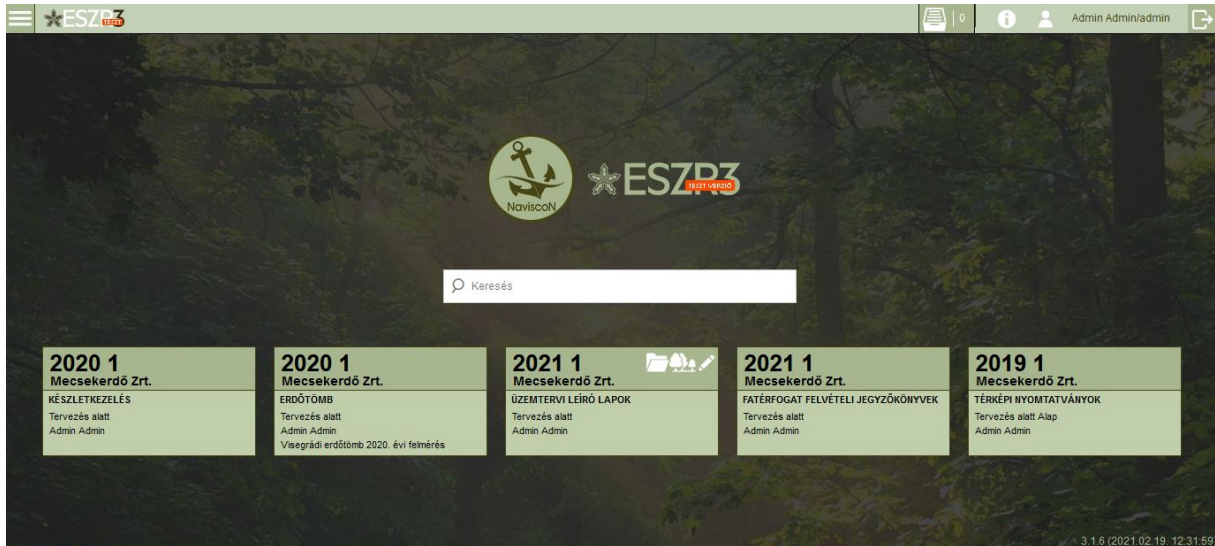 ESZR3
TESZT
0
Admin Admin/admin
NaviscoN
ESZR3
TESZT VERZIÓ
Keresés
2020 1
Mecsekerdő Zrt.
KÉSZLETKEZELÉS
Tervezés alatt
Admin Admin
2020 1
Mecsekerdő Zrt.
ERDŐTÖMB
Tervezés alatt
Admin Admin
Visegrádi erdőtömb 2020. évi felmérés
2021 1
Mecsekerdő Zrt.
ÜZEMTERVI LEÍRÓ LAPOK
Tervezés alatt
Admin Admin
2021 1
Mecsekerdő Zrt.
FATÉRFOGAT FELVÉTELI JEGYZŐKÖNYVEK
Tervezés alatt
Admin Admin
2019 1
Mecsekerdő Zrt.
TÉRKÉPI NYOMTATVÁNYOK
Tervezés alatt Alap
Admin Admin
3.1.6 (2021.02.19. 12:31:59)